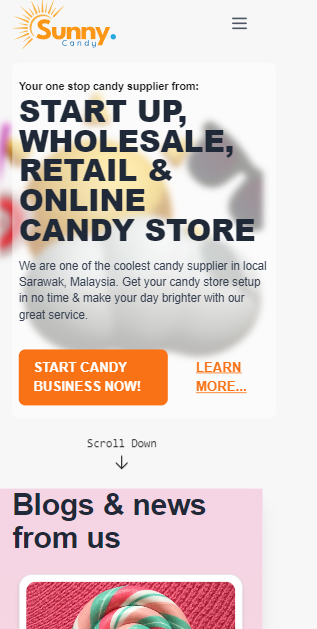 Sunny.
Candy
Your one stop candy supplier from:
START UP,
WHOLESALE,
RETAIL &
ONLINE
CANDY STORE
We are one of the coolest candy supplier in local
Sarawak, Malaysia. Get your candy store setup
in no time & make your day brighter with our
great service.
START CANDY
BUSINESS NOW!
LEARN
MORE...
Scroll Down
Blogs & news
from us